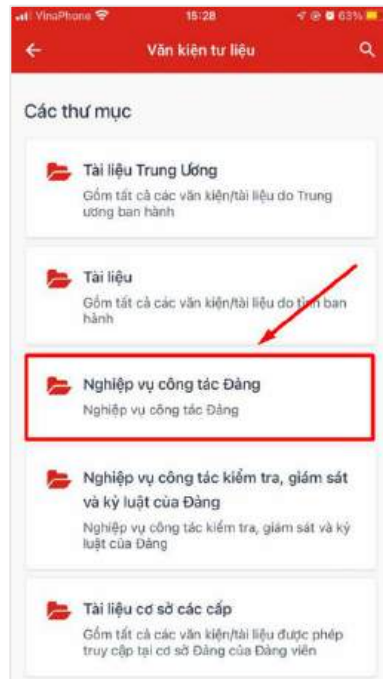 VinaPhone 15:28 63%
Văn kiện tư liệu
Các thư mục
Tài liệu Trung Ương
Gồm tất cả các văn kiện/tài liệu do Trung
ương ban hành
Tài liệu
Gồm tất cả các văn kiện/tài liệu do tỉnh ban
hành
Nghiệp vụ công tác Đảng
Nghiệp vụ công tác Đảng
Nghiệp vụ công tác kiểm tra, giám sát
và kỷ luật của Đảng
Nghiệp vụ công tác kiểm tra, giám sát và kỷ
luật của Đảng
Tài liệu cơ sở các cấp
Gồm tất cả các văn kiện/tài liệu được phép
truy cập tại cơ sở Đảng của Đảng viên